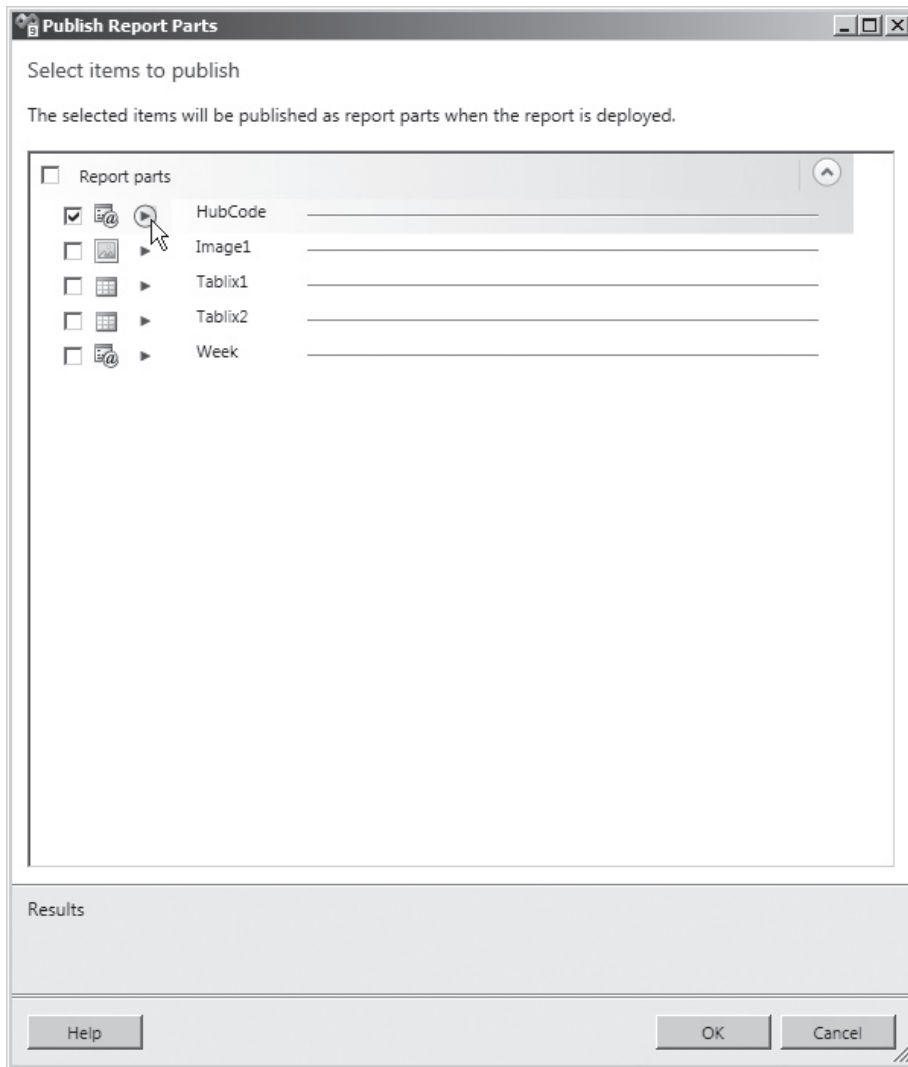 Publish Report Parts
Select items to publish
The selected items will be published as report parts when the report is deployed.
Report parts
HubCode
Image1
Tablix1
Tablix2
Week
Results
Help OK Cancel